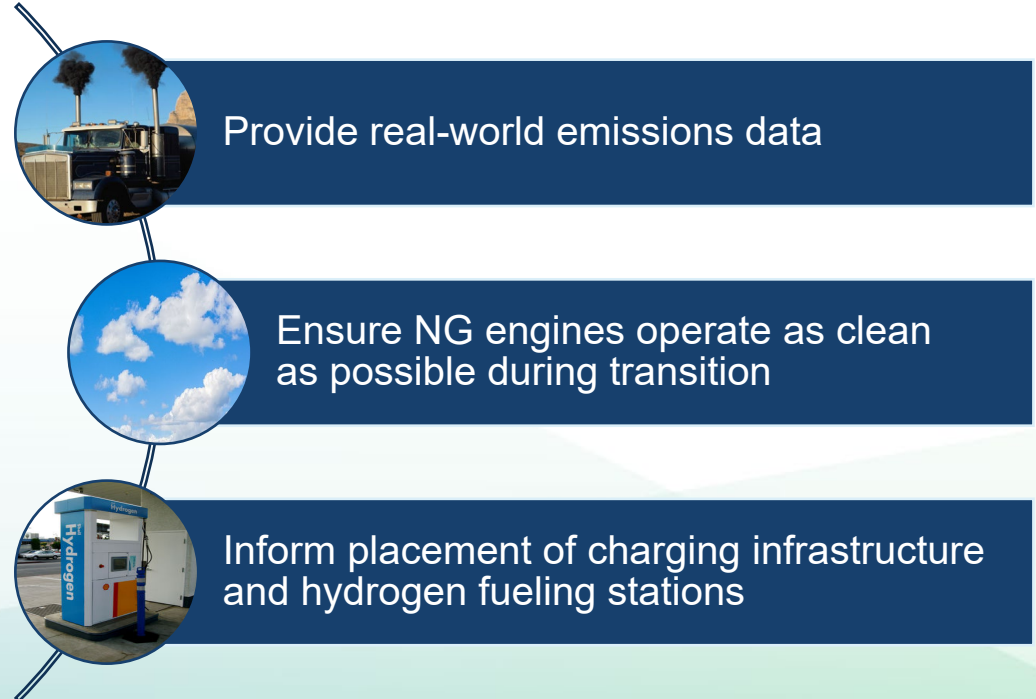 Provide real-world emissions data
Ensure NG engines operate as clean
as possible during transition
Hydrogen
Hydrogen
Inform placement of charging infrastructure
and hydrogen fueling stations